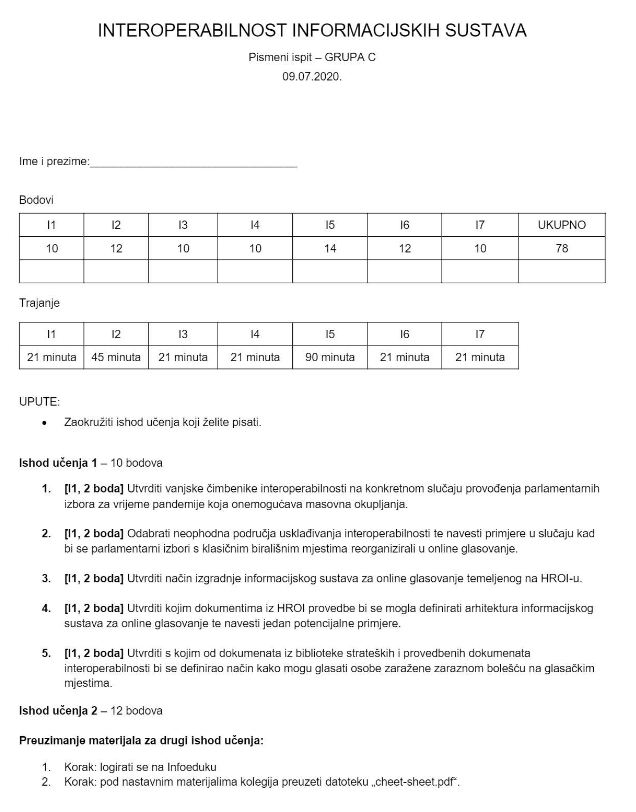 INTEROPERABILNOST INFORMACIJSKIH SUSTAVA
Pismeni ispit – GRUPA C
09.07.2020.
Ime i prezime:_________________________________
Bodovi
I1 I2 I3 I4 I5 I6 I7 UKUPNO
10 12 10 10 14 12 10 78
Trajanje
I1 I2 I3 I4 I5 I6 I7
21 minuta 45 minuta 21 minuta 21 minuta 90 minuta 21 minuta 21 minuta
UPUTE:
• Zaokružiti ishod učenja koji želite pisati.
Ishod učenja 1 – 10 bodova
1. [I1, 2 boda] Utvrditi vanjske čimbenike interoperabilnosti na konkretnom slučaju provođenja parlamentarnih
izbora za vrijeme pandemije koja onemogućava masovna okupljanja.
2. [I1, 2 boda] Odabrati neophodna područja usklađivanja interoperabilnosti te navesti primjere u slučaju kad
bi se parlamentarni izbori s klasičnim birališnim mjestima reorganizirali u online glasovanje.
3. [I1, 2 boda] Utvrditi način izgradnje informacijskog sustava za online glasovanje temeljenog na HROI-u.
4. [I1, 2 boda] Utvrditi kojim dokumentima iz HROI provedbe bi se mogla definirati arhitektura informacijskog
sustava za online glasovanje te navesti jedan potencijalne primjere.
5. [I1, 2 boda] Utvrditi s kojim od dokumenata iz biblioteke strateških i provedbenih dokumenata
interoperabilnosti bi se definirao način kako mogu glasati osobe zaražene zaraznom bolešću na glasačkim
mjestima.
Ishod učenja 2 – 12 bodova
Preuzimanje materijala za drugi ishod učenja:
1. Korak: logirati se na Infoeduku
2. Korak: pod nastavnim materijalima kolegija preuzeti datoteku „cheet-sheet.pdf“.